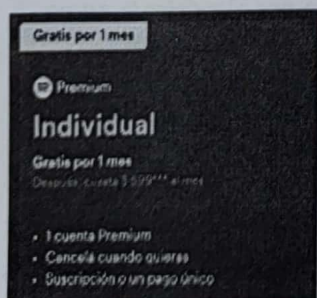 Gratis por 1 mes
Premium
Individual
Gratis por 1 mes
Después, cuesta $ 599*** al mes
• 1 cuenta Premium
• Cancelá cuando quieras
• Suscripción o un pago único